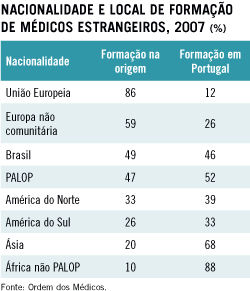 NACIONALIDADE E LOCAL DE FORMAÇÃO
DE MÉDICOS ESTRANGEIROS, 2007 (%)
Nacionalidade Formação na origem Formação em Portugal
União Europeia 86 12
Europa não comunitária 59 26
Brasil 49 46
PALOP 47 52
América do Norte 33 39
América do Sul 26 33
Ásia 20 68
África não PALOP 10 88
Fonte: Ordem dos Médicos.